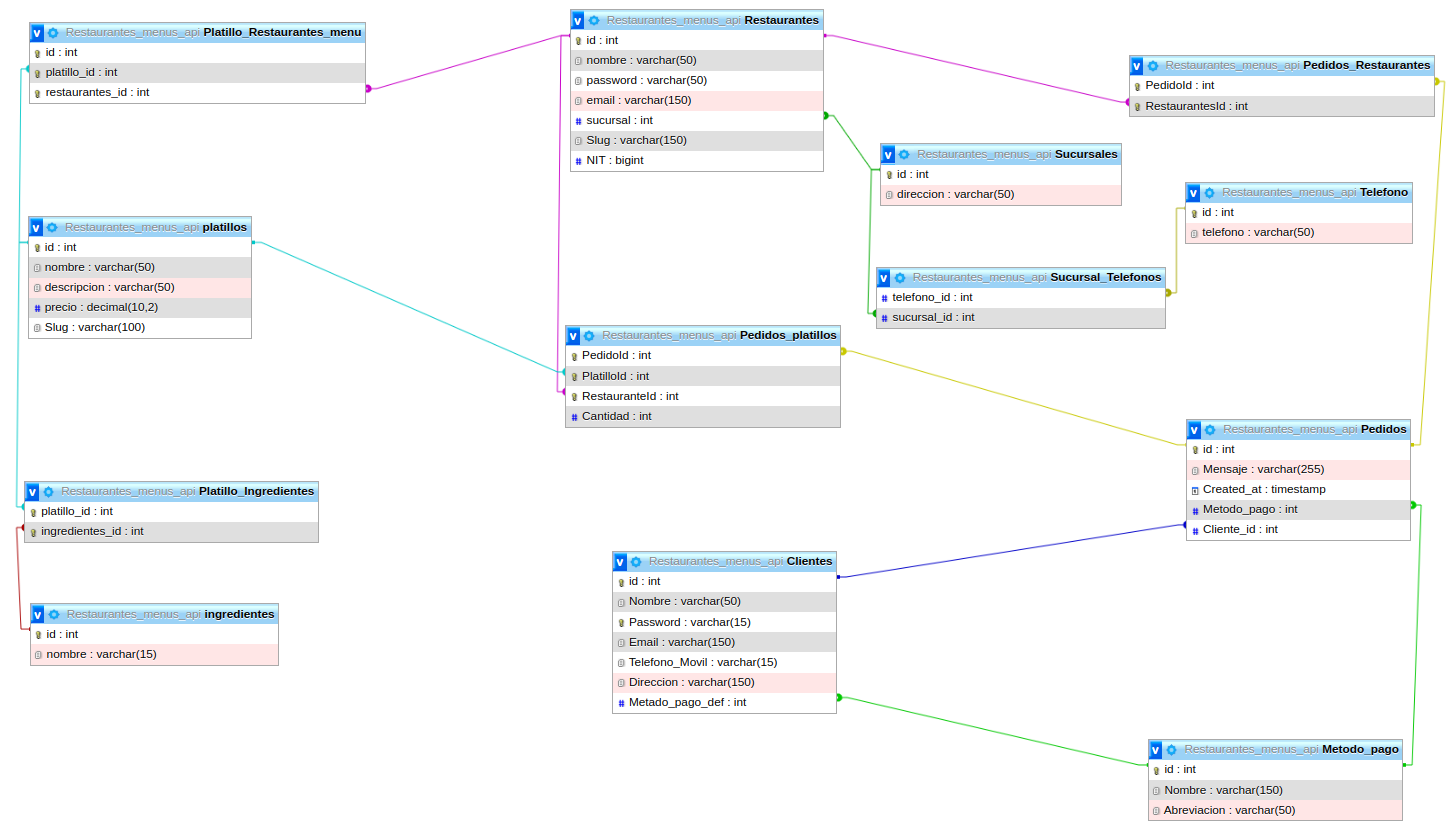 Restaurantes_menus_api Platillo_Restaurantes_menu
id : int
platillo_id : int
restaurantes_id : int
Restaurantes_menus_api Restaurantes
id : int
nombre : varchar(50)
password : varchar(50)
email : varchar(150)
sucursal : int
Slug : varchar(150)
NIT : bigint
Restaurantes_menus_api Pedidos_Restaurantes
PedidoId : int
RestaurantesId : int
Restaurantes_menus_api Sucursales
id : int
direccion : varchar(50)
Restaurantes_menus_api Telefono
id : int
telefono : varchar(50)
Restaurantes_menus_api platillos
id : int
nombre : varchar(50)
descripcion : varchar(50)
precio : decimal(10,2)
Slug : varchar(100)
Restaurantes_menus_api Sucursal_Telefonos
telefono_id : int
sucursal_id : int
Restaurantes_menus_api Pedidos_platillos
PedidoId : int
PlatilloId : int
RestauranteId : int
Cantidad : int
Restaurantes_menus_api Pedidos
id : int
Mensaje : varchar(255)
Created_at : timestamp
Metodo_pago : int
Cliente_id : int
Restaurantes_menus_api Platillo_Ingredientes
platillo_id : int
ingredientes_id : int
Restaurantes_menus_api Clientes
id : int
Nombre : varchar(50)
Password : varchar(15)
Email : varchar(150)
Telefono_Movil : varchar(15)
Direccion : varchar(150)
Metado_pago_def : int
Restaurantes_menus_api ingredientes
id : int
nombre : varchar(15)
Restaurantes_menus_api Metodo_pago
id : int
Nombre : varchar(150)
Abreviacion : varchar(50)